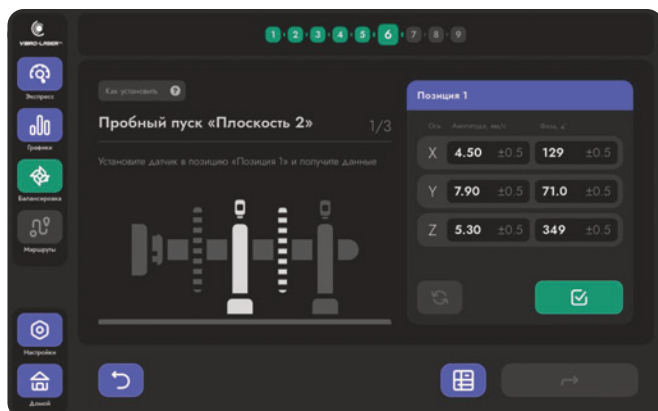 VIBRO-LASER™
1 2 3 4 5 6 7 8 9
Экспресс
Графики
Балансировка
Маршруты
Настройки
Домой
Как установить ?
Пробный пуск «Плоскость 2»
1/3
Установите датчик в позицию «Позиция 1» и получите данные
Позиция 1
Ось Амплитуда, мм/с Фаза, °
X 4.50 ±0.5 129 ±0.5
Y 7.90 ±0.5 71.0 ±0.5
Z 5.30 ±0.5 349 ±0.5